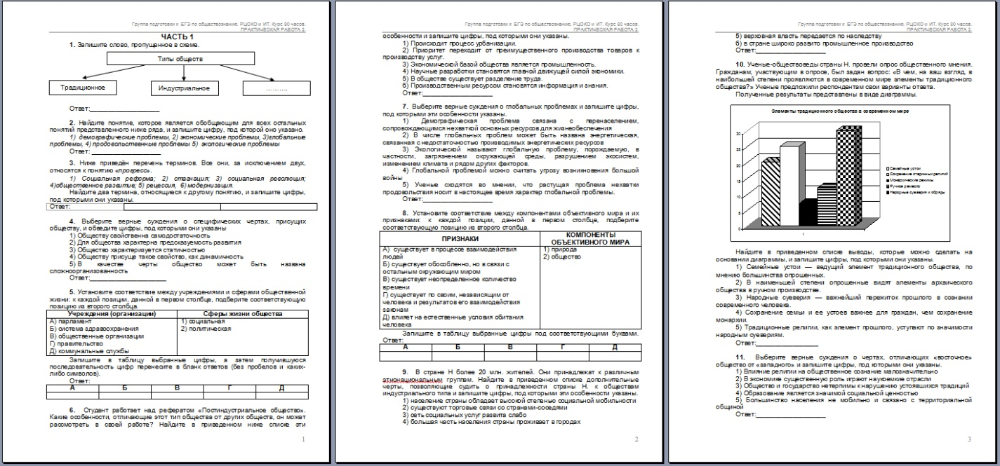 Группа подготовки к ЕГЭ по обществознанию. РЦОКО и ИТ. Курс 80 часов.
ПРАКТИЧЕСКАЯ РАБОТА 2.
ЧАСТЬ 1
1. Запишите слово, пропущенное в схеме.
Типы обществ
Традиционное
Индустриальное
..........
Ответ:____________________
2. Найдите понятие, которое является обобщающим для всех остальных
понятий представленного ниже ряда, и запишите цифру, под которой оно указано.
1) демографические проблемы, 2) экономические проблемы, 3)глобальные
проблемы, 4) продовольственные проблемы 5) экологические проблемы
Ответ: ____________________
3. Ниже приведён перечень терминов. Все они, за исключением двух,
относятся к понятию «прогресс».
1) Социальная реформа; 2) стагнация; 3) социальная революция;
4)общественное развитие; 5) рецессия, 6) модернизация.
Найдите два термина, относящиеся к другому понятию, и запишите цифры,
под которыми они указаны.
Ответ:
4. Выберите верные суждения о специфических чертах, присущих
обществу, и обведите цифры, под которыми они указаны
1) Обществу свойственна самодостаточность
2) Для общества характерна предсказуемость развития
3) Общество характеризуется статичностью
4) Обществу присуще такое свойство, как динамичность
5) В качестве черты общество может быть названа
сложноорганизованность
Ответ:______________________
5. Установите соответствие между учреждениями и сферами общественной
жизни: к каждой позиции, данной в первом столбце, подберите соответствующую
позицию из второго столбца.
Учреждения (организации)
Сферы жизни общества
А) парламент
Б) система здравоохранения
В) общественные организации
Г) правительство
Д) коммунальные службы
1) социальная
2) политическая
Запишите в таблицу выбранные цифры, а затем получившуюся
последовательность цифр перенесите в бланк ответов (без пробелов и каких-
либо символов).
Ответ:
А Б В Г Д
6. Студент работает над рефератом «Постиндустриальное общество».
Какие особенности, отличающие этот тип общества от других обществ, он может
рассмотреть в своей работе? Найдите в приведенном ниже списке эти
1
Группа подготовки к ЕГЭ по обществознанию. РЦОКО и ИТ. Курс 80 часов.
ПРАКТИЧЕСКАЯ РАБОТА 2.
особенности и запишите цифры, под которыми они указаны.
1) Происходит процесс урбанизации.
2) Приоритет переходит от преимущественного производства товаров к
производству услуг.
3) Экономической базой общества является промышленность.
4) Научные разработки становятся главной движущей силой экономики.
5) В обществе существует разделение труда.
6) Производственным ресурсом становятся информация и знания.
Ответ:____________________
7. Выберите верные суждения о глобальных проблемах и запишите цифры,
под которыми эти особенности указаны.
1) Демографическая проблема связана с перенаселением,
сопровождающимся нехваткой основных ресурсов для жизнеобеспечения
2) В числе глобальных проблем может быть названа энергетическая,
связанная с недостаточностью производимых энергетических ресурсов
3) Экологической называют глобальную проблему, порождаемую, в
частности, загрязнением окружающей среды, разрушением экосистем,
изменением климата и рядом других факторов.
4) Глобальной проблемой можно считать угрозу возникновения большой
войны
5) Ученые сходятся во мнении, что растущая проблема нехватки
продовольствия носит в настоящее время характер глобальной проблемы.
Ответ:____________________
8. Установите соответствие между компонентами объективного мира и их
признаками: к каждой позиции, данной в первом столбце, подберите
соответствующую позицию из второго столбца.
ПРИЗНАКИ
КОМПОНЕНТЫ
ОБЪЕКТИВНОГО МИРА
А) существует в процессе взаимодействия
людей
Б) существует обособленно, но в связи с
остальным окружающим миром
В) существует неопределенное количество
времени
Г) существует по своим, независящим от
человека и результатов его взаимодействия
законам
Д) влияет на естественные условия обитания
человека
1) природа
2) общество
Запишите в таблицу выбранные цифры под соответствующими буквами.
Ответ:
А Б В Г Д
9. В стране Н более 20 млн. жителей. Они принадлежат к различным
этнонациональным группам. Найдите в приведенном списке дополнительные
черты, позволяющие судить о принадлежности страны Н. к обществам
индустриального типа и запишите цифры, под которыми эти особенности указаны.
1) население страны обладает высокой степенью социальной мобильности
2) существуют торговые связи со странами-соседями
3) сеть социальных услуг развита слабо
4) большая часть населения страны проживает в городах
2
Группа подготовки к ЕГЭ по обществознанию. РЦОКО и ИТ. Курс 80 часов.
ПРАКТИЧЕСКАЯ РАБОТА 2.
5) верховная власть передается по наследству
6) в стране широко развито промышленное производство
Ответ:____________________
10. Ученые-обществоведы страны Н. провели опрос общественного мнения.
Гражданам, участвующим в опросе, был задан вопрос: «В чем, на ваш взгляд, в
наибольшей степени проявляются в современном мире элементы традиционного
общества?» Ученые предложили респондентам свои варианты ответа.
Полученные результаты представлены в виде диаграммы.
Элементы традиционного общества в современном мире
30
25
20
15
10
5
0
1
Семейные устои
Сохранение старинных религий
Монархические режимы
Ручное ремесло
Народные суеверия и обряды
Найдите в приведенном списке выводы, которые можно сделать на
основании диаграммы, и запишите цифры, под которыми они указаны.
1) Семейные устои — ведущий элемент традиционного общества, по
мнению большинства опрошенных.
2) В наименьшей степени опрошенные видят элементы архаического
общества в ручном производстве.
3) Народные суеверия — важнейший пережиток прошлого в сознании
современного человека.
4) Сохранение семьи и ее устоев важнее для граждан, чем сохранение
монархии.
5) Традиционные религии, как элемент прошлого, уступают по значимости
народным суевериям.
Ответ:__________________
11. Выберите верные суждения о чертах, отличающих «восточное»
общество от «западного» и запишите цифры, под которыми они указаны.
1) Влияние религии на общественное сознание малозначительно
2) В экономике существенную роль играют наукоемкие отрасли
3) Общество и государство нетерпимы к нарушению устоявшихся традиций
4) Образование является значимой социальной ценностью
5) Большинство населения не мобильно и связано с территориальной
общиной
Ответ:____________________
3